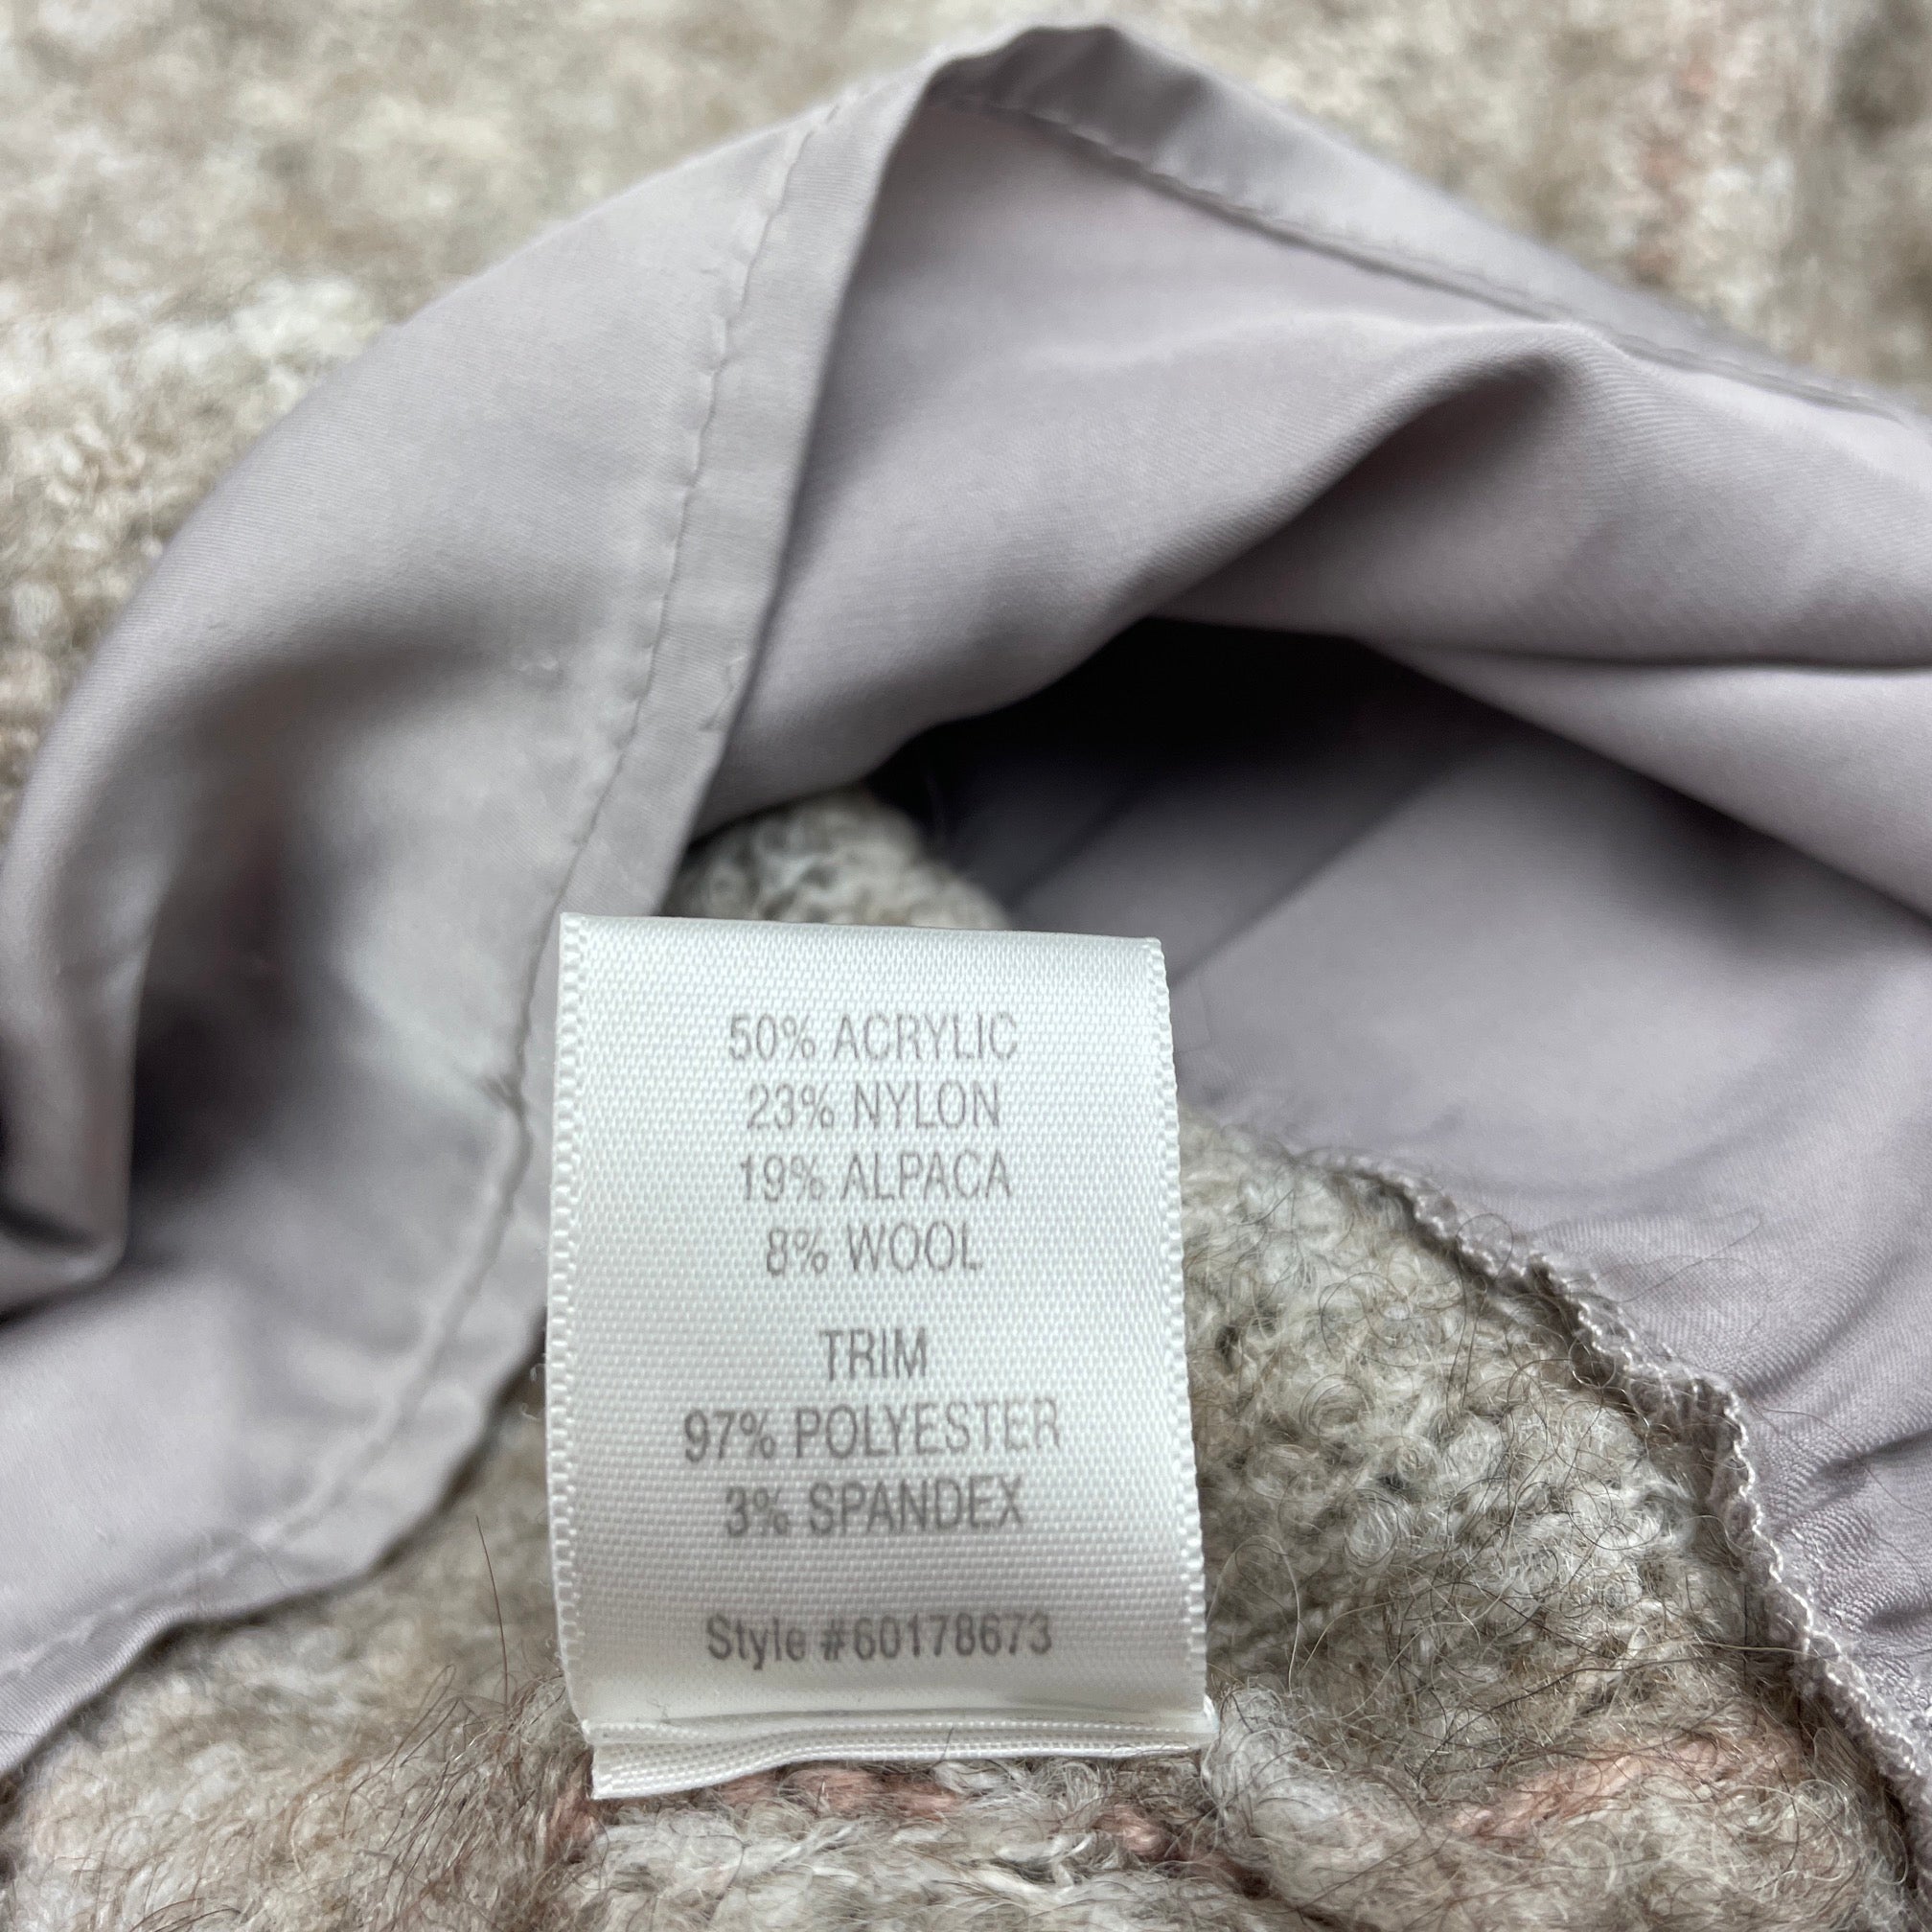 50% ACRYLIC
23% NYLON
19% ALPACA
8% WOOL
TRIM
97% POLYESTER
3% SPANDEX
Style #60178673